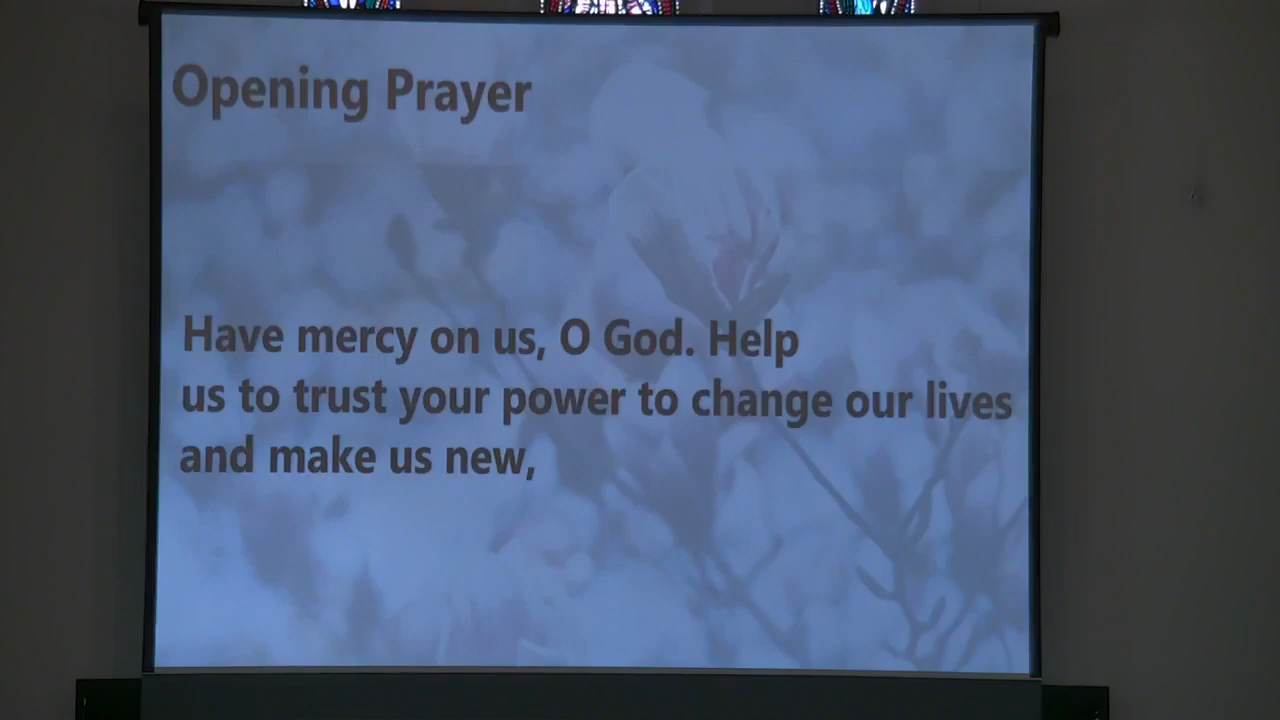 Opening Prayer
Have mercy on us, O God. Help
us to trust your power to change our lives
and make us new,